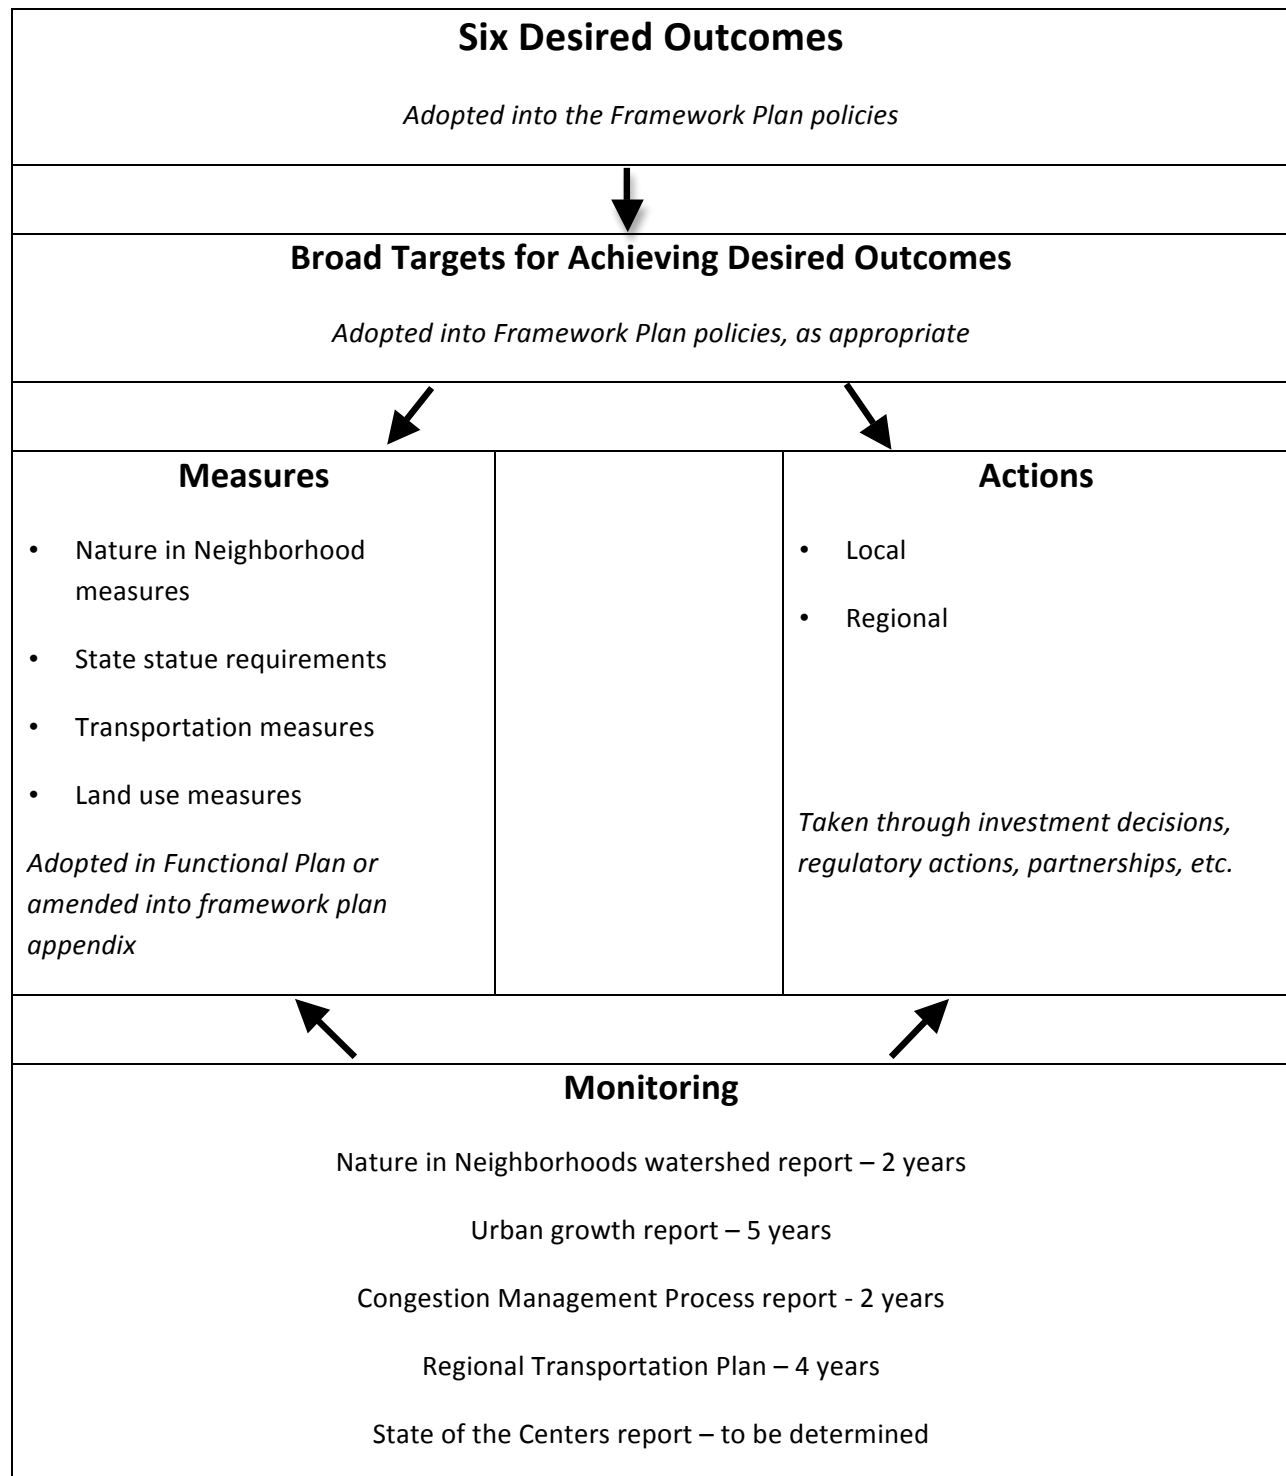 Six Desired Outcomes
Adopted into the Framework Plan policies
Broad Targets for Achieving Desired Outcomes
Adopted into Framework Plan policies, as appropriate
Measures
• Nature in Neighborhood
measures
• State statue requirements
• Transportation measures
• Land use measures
Adopted in Functional Plan or
amended into framework plan
appendix
Actions
• Local
• Regional
Taken through investment decisions,
regulatory actions, partnerships, etc.
Monitoring
Nature in Neighborhoods watershed report – 2 years
Urban growth report – 5 years
Congestion Management Process report - 2 years
Regional Transportation Plan – 4 years
State of the Centers report – to be determined